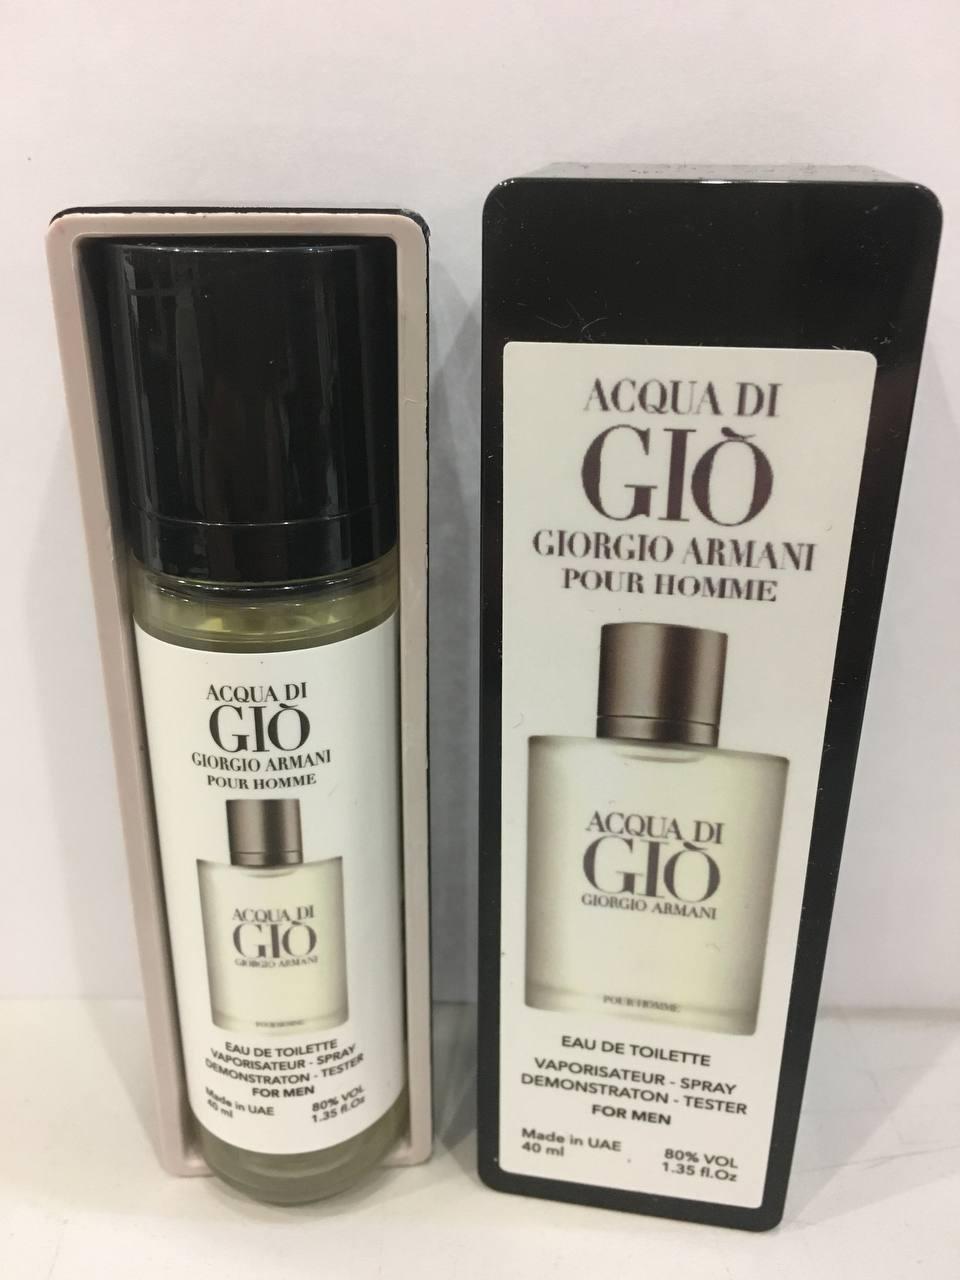 ACQUA DI
GIÒ
GIORGIO ARMANI
POUR HOMME
ACQUA DI
GIÒ
GIORGIO ARMANI
POUR HOMME
EAU DE TOILETTE
VAPORISATEUR - SPRAY
DEMONSTRATON - TESTER
FOR MEN
Made in UAE
40 ml
80% VOL
1.35 fl.Oz
ACQUA DI
GIÒ
GIORGIO ARMANI
POUR HOMME
ACQUA DI
GIÒ
GIORGIO ARMANI
POUR HOMME
EAU DE TOILETTE
VAPORISATEUR - SPRAY
DEMONSTRATON - TESTER
FOR MEN
Made in UAE
40 ml
80% VOL
1.35 fl.Oz